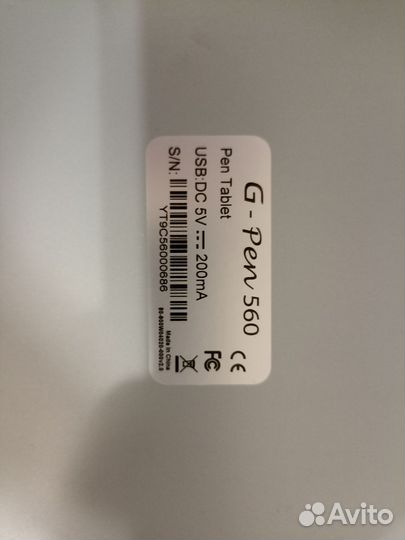 G-Pen 560
Pen Tablet
USB:DC 5V ⎓ 200mA
S/N:
YT9C56000686
CE FC
Made in China
Avito